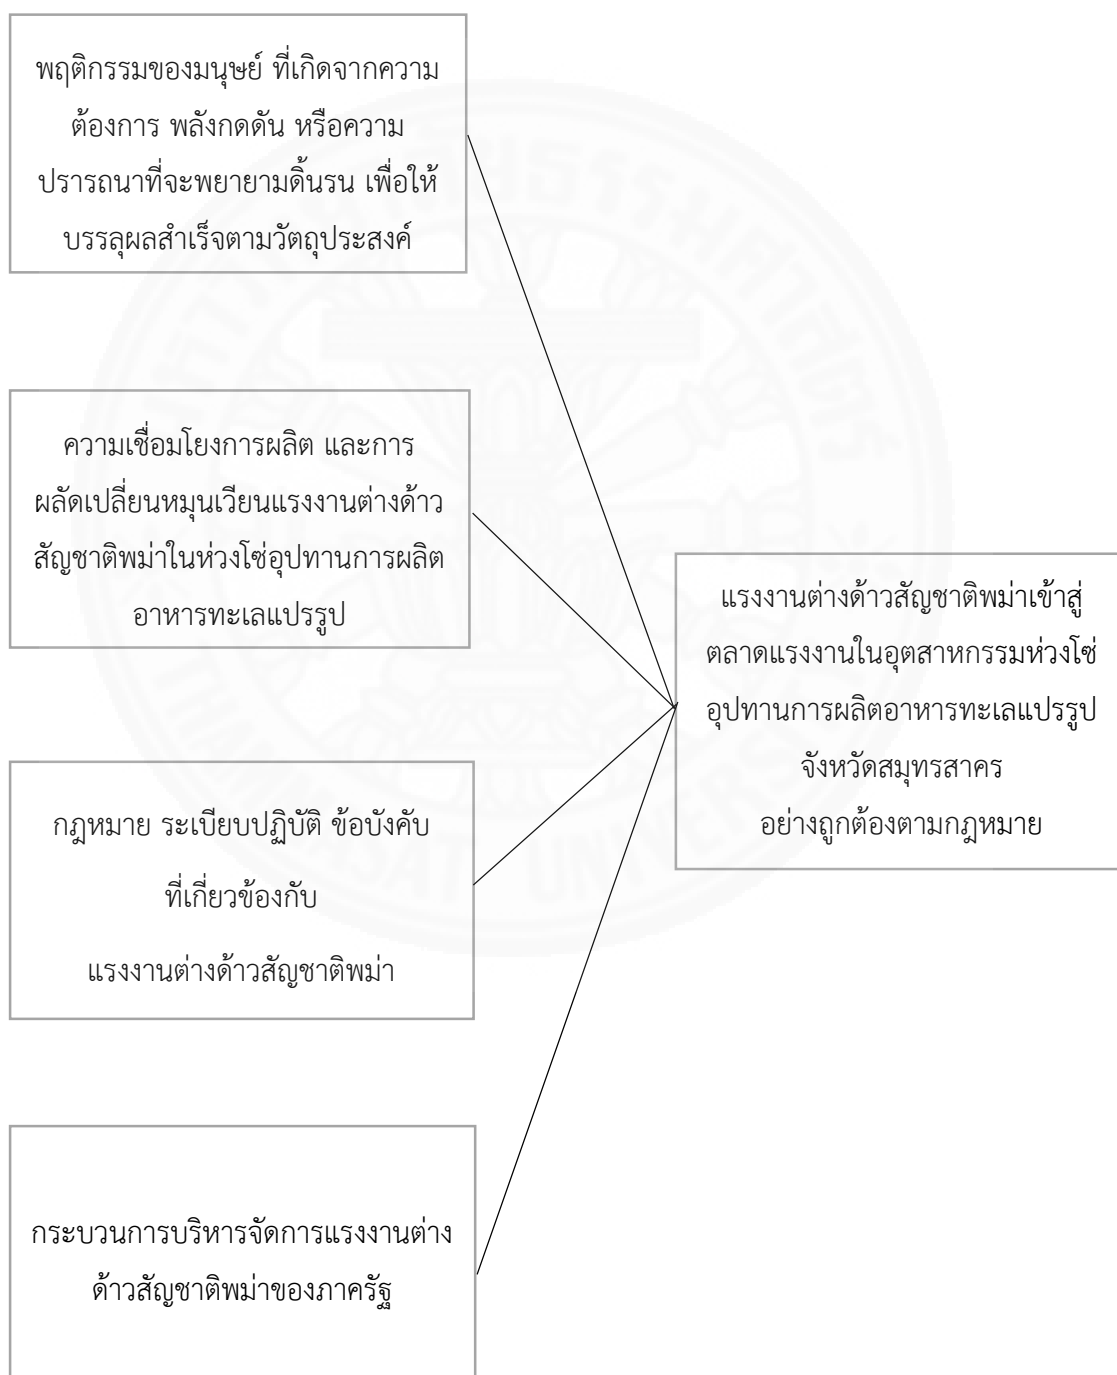 พฤติกรรมของมนุษย์ ที่เกิดจากความ
ต้องการ พลังกดดัน หรือความ
ปรารถนาที่จะพยายามดิ้นรน เพื่อให้
บรรลุผลสำเร็จตามวัตถุประสงค์
ความเชื่อมโยงการผลิต และการ
ผลัดเปลี่ยนหมุนเวียนแรงงานต่างด้าว
สัญชาติพม่าในห่วงโซ่อุปทานการผลิต
อาหารทะเลแปรรูป
กฎหมาย ระเบียบปฏิบัติ ข้อบังคับ
ที่เกี่ยวข้องกับ
แรงงานต่างด้าวสัญชาติพม่า
กระบวนการบริหารจัดการแรงงานต่าง
ด้าวสัญชาติพม่าของภาครัฐ
แรงงานต่างด้าวสัญชาติพม่าเข้าสู่
ตลาดแรงงานในอุตสาหกรรมห่วงโซ่
อุปทานการผลิตอาหารทะเลแปรรูป
จังหวัดสมุทรสาคร
อย่างถูกต้องตามกฎหมาย